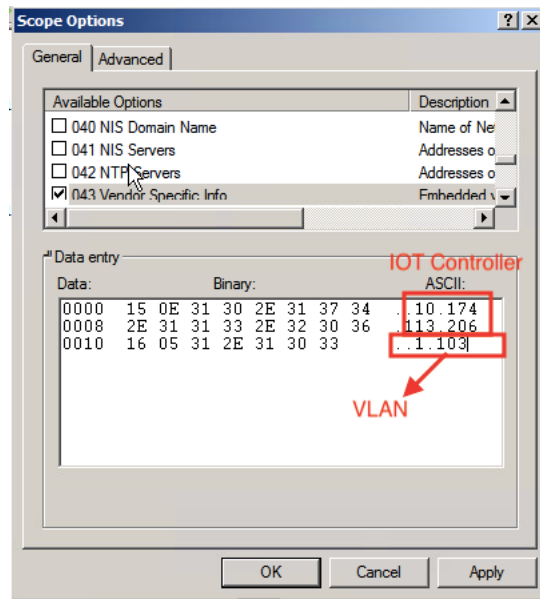 Scope Options
General Advanced
Available Options Description
040 NIS Domain Name Name of Ne
041 NIS Servers Addresses o
042 NTP Servers Addresses o
043 Vendor Specific Info Embedded v
Data entry
IOT Controller
Data: Binary: ASCII:
0000 15 0E 31 30 2E 31 37 34 ..10.174
0008 2E 31 31 33 2E 32 30 36 .113.206
0010 16 05 31 2E 31 30 33 ..1.103
VLAN
OK Cancel Apply